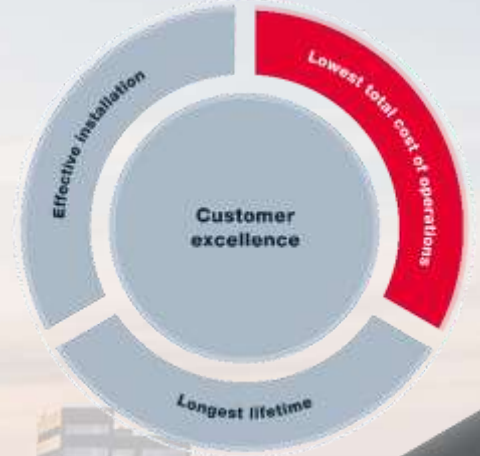 Effective installation
Lowest total cost of operations
Customer
excellence
Longest lifetime